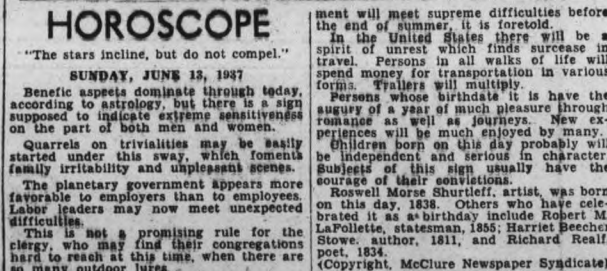 HOROSCOPE
"The stars incline, but do not compel."
SUNDAY, JUNE 13, 1937
Benefic aspects dominate through today,
according to astrology, but there is a sign
supposed to indicate extreme sensitiveness
on the part of both men and women.
Quarrels on trivialities may be easily
started under this sway, which foments
family irritability and unpleasant scenes.
The planetary government appears more
favorable to employers than to employees.
Labor leaders may now meet unexpected
difficulties.
This is not a promising rule for the
clergy, who may find their congregations
hard to reach at this time, when there are
so many outdoor lures.
ment will meet supreme difficulties before
the end of summer, it is foretold.
In the United States there will be a
spirit of unrest which finds surcease in
travel. Persons in all walks of life will
spend money for transportation in various
forms. Trailers will multiply.
Persons whose birthdate it is have the
augury of a year of much pleasure through
romance as well as journeys. New ex-
periences will be much enjoyed by many.
Children born on this day probably will
be independent and serious in character.
Subjects of this sign usually have the
courage of their convictions.
Roswell Morse Shurtleff, artist, was born
on this day, 1838. Others who have cele-
brated it as a birthday include Robert M.
LaFollette, statesman, 1855; Harriet Beecher
Stowe, author, 1811, and Richard Realf,
poet, 1834.
(Copyright, McClure Newspaper Syndicate)